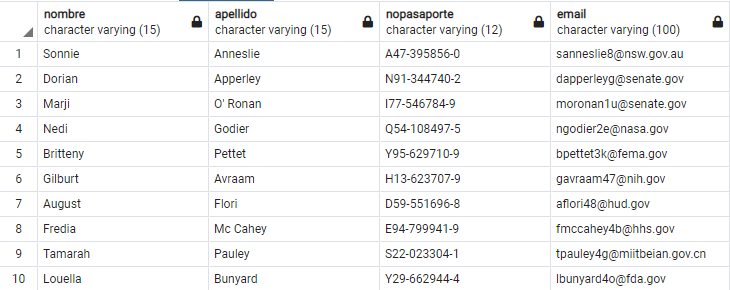 nombre apellido nopasaporte email
character varying (15) character varying (15) character varying (12) character varying (100)
1 Sonnie Anneslie A47-395856-0 sanneslie8@nsw.gov.au
2 Dorian Apperley N91-344740-2 dapperleyg@senate.gov
3 Marji O' Ronan I77-546784-9 moronan1u@senate.gov
4 Nedi Godier Q54-108497-5 ngodier2e@nasa.gov
5 Britteny Pettet Y95-629710-9 bpettet3k@fema.gov
6 Gilburt Avraam H13-623707-9 gavraam47@nih.gov
7 August Flori D59-551696-8 aflori48@hud.gov
8 Fredia Mc Cahey E94-799941-9 fmccahey4b@hhs.gov
9 Tamarah Pauley S22-023304-1 tpauley4g@miitbeian.gov.cn
10 Louella Bunyard Y29-662944-4 lbunyard4o@fda.gov